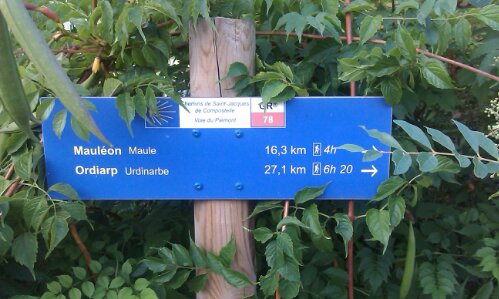 Chemins de Saint-Jacques
de Compostelle
Voie du Piémont
GR®
78
Mauléon Maule 16,3 km 4h
Ordiarp Urdinarbe 27,1 km 6h 20